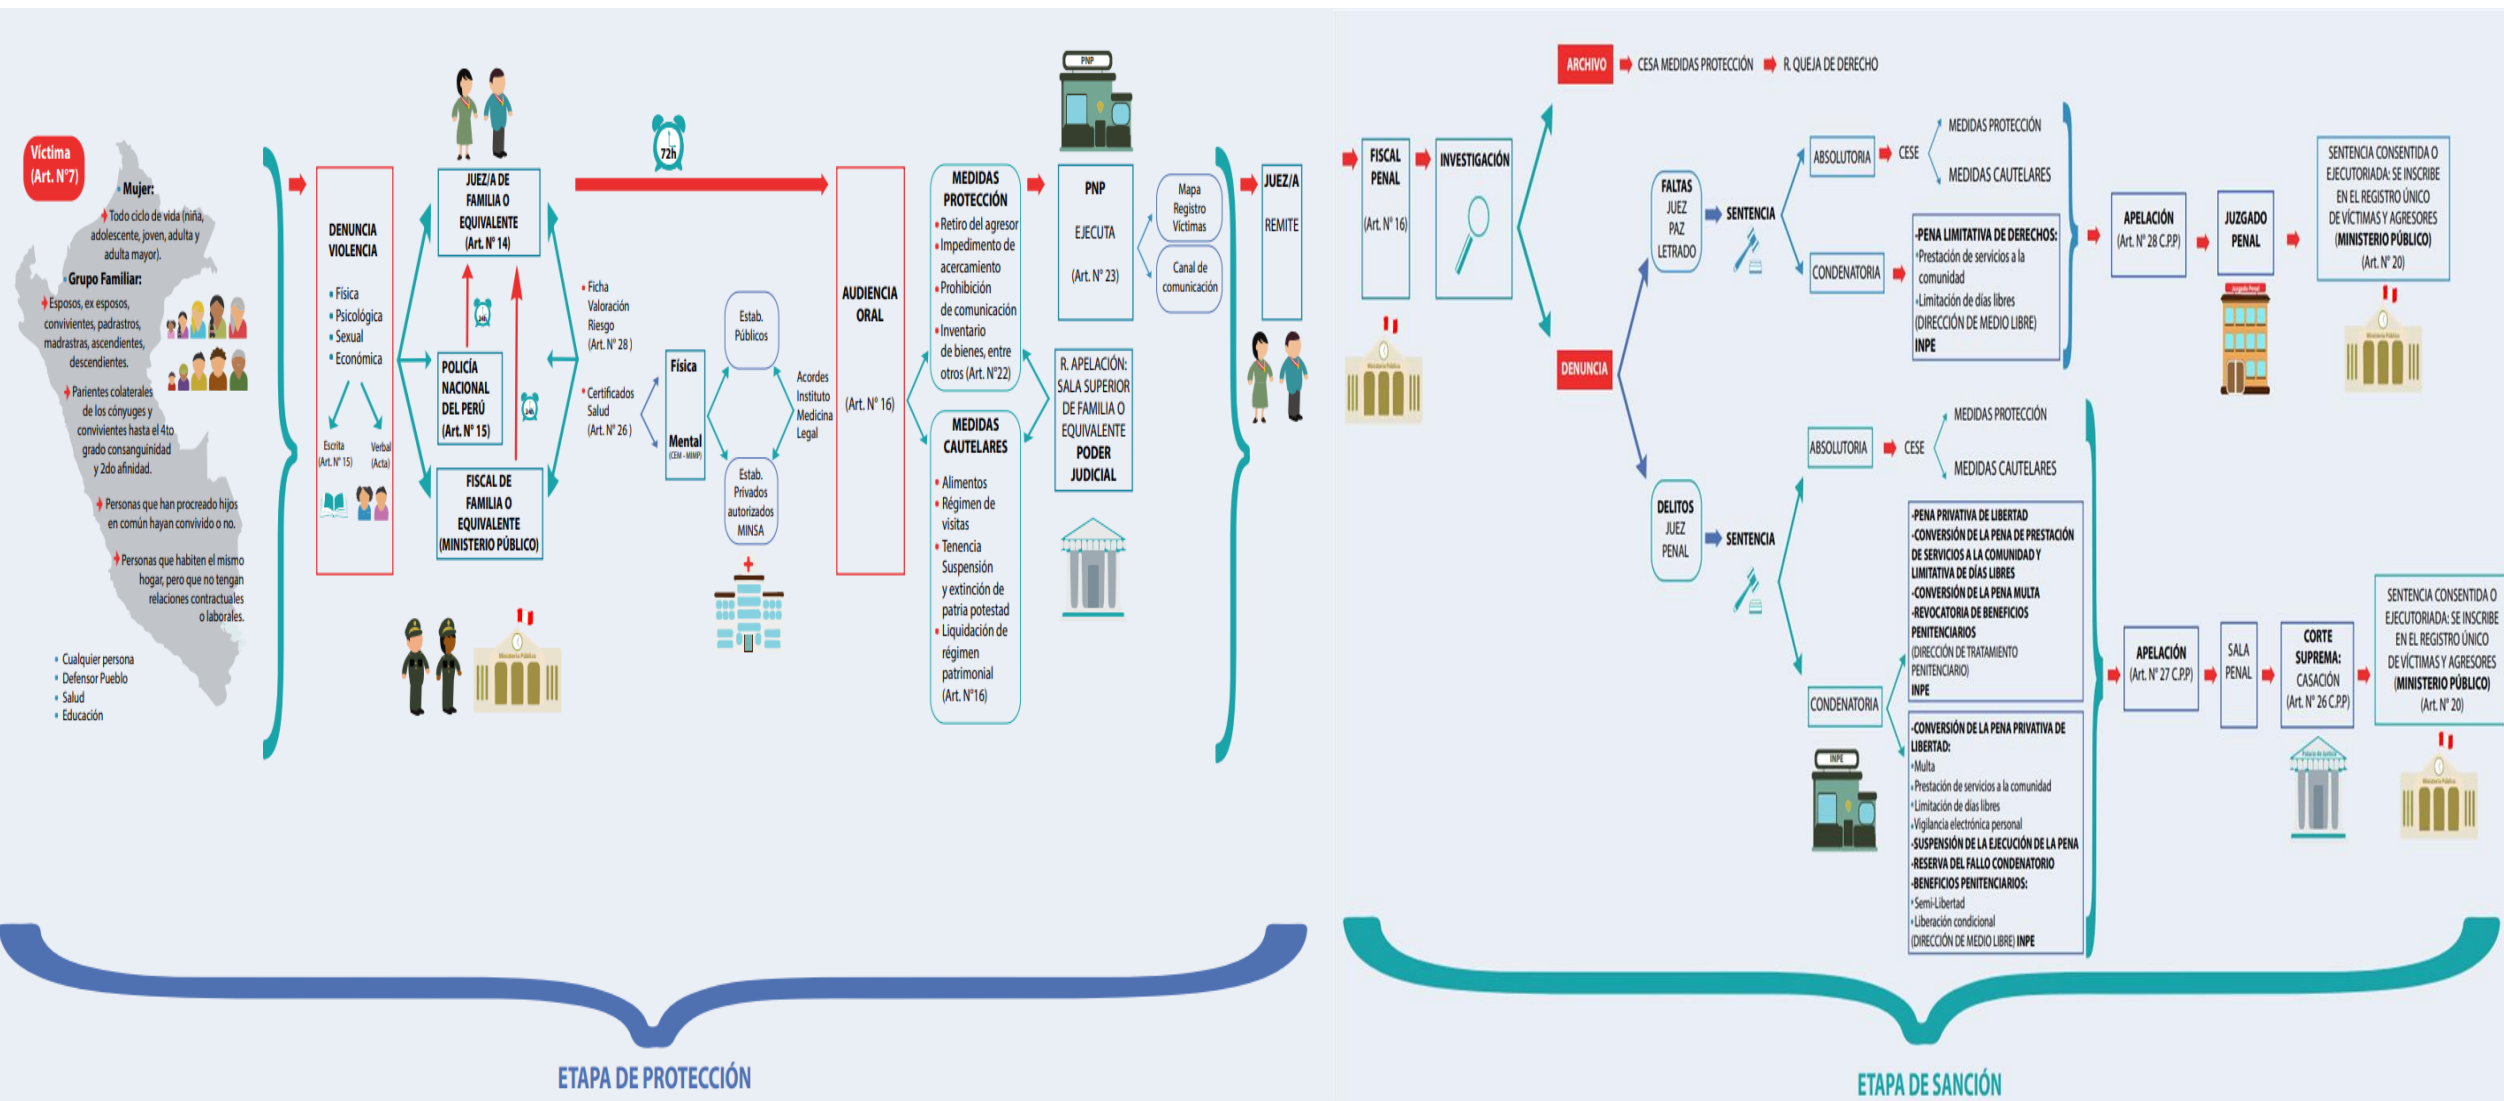 Víctima
(Art. N°7)
Mujer:
Todo ciclo de vida (niña,
adolescente, joven, adulta y
adulta mayor).
Grupo Familiar:
Esposos, ex esposos,
convivientes, padrastros,
madrastras, ascendientes,
descendientes.
Parientes colaterales
de los cónyuges y
convivientes hasta el 4to
grado consanguinidad
y 2do afinidad.
Personas que han procreado hijos
en común hayan convivido o no.
Personas que habiten el mismo
hogar, pero que no tengan
relaciones contractuales
o laborales.
Cualquier persona
Defensor Pueblo
Salud
Educación
DENUNCIA
VIOLENCIA
Física
Psicológica
Sexual
Económica
Escrita
(Art. N° 15)
Verbal
(Acta)
JUEZ/A DE
FAMILIA O
EQUIVALENTE
(Art. N° 14)
24h
POLICÍA
NACIONAL
DEL PERÚ
(Art. N° 15)
24h
FISCAL DE
FAMILIA O
EQUIVALENTE
(MINISTERIO PÚBLICO)
Ministerio Público
72h
Ficha
Valoración
Riesgo
(Art. N° 28 )
Certificados
Salud
(Art. N° 26 )
Física
Mental
(CEM - MIMP)
Estab.
Públicos
Estab.
Privados
autorizados
MINSA
Acordes
Instituto
Medicina
Legal
AUDIENCIA
ORAL
(Art. N° 16)
MEDIDAS
PROTECCIÓN
Retiro del agresor
Impedimento de
acercamiento
Prohibición
de comunicación
Inventario
de bienes, entre
otros (Art. N°22)
MEDIDAS
CAUTELARES
Alimentos
Régimen de
visitas
Tenencia
Suspensión
y extinción de
patria potestad
Liquidación de
régimen
patrimonial
(Art. N°16)
PNP
PNP
EJECUTA
(Art. N° 23)
Mapa
Registro
Víctimas
Canal de
comunicación
R. APELACIÓN:
SALA SUPERIOR
DE FAMILIA O
EQUIVALENTE
PODER
JUDICIAL
JUEZ/A
REMITE
ETAPA DE PROTECCIÓN
FISCAL
PENAL
(Art. N° 16)
Ministerio Público
INVESTIGACIÓN
ARCHIVO
CESA MEDIDAS PROTECCIÓN
R. QUEJA DE DERECHO
DENUNCIA
FALTAS
JUEZ
PAZ
LETRADO
SENTENCIA
ABSOLUTORIA
CESE
MEDIDAS PROTECCIÓN
MEDIDAS CAUTELARES
CONDENATORIA
-PENA LIMITATIVA DE DERECHOS:
Prestación de servicios a la
comunidad
Limitación de días libres
(DIRECCIÓN DE MEDIO LIBRE)
INPE
APELACIÓN
(Art. N° 28 C.P.P)
JUZGADO
PENAL
Juzgado Penal
SENTENCIA CONSENTIDA O
EJECUTORIADA: SE INSCRIBE
EN EL REGISTRO ÚNICO
DE VÍCTIMAS Y AGRESORES
(MINISTERIO PÚBLICO)
(Art. N° 20)
Ministerio Público
DELITOS
JUEZ
PENAL
SENTENCIA
ABSOLUTORIA
CESE
MEDIDAS PROTECCIÓN
MEDIDAS CAUTELARES
CONDENATORIA
INPE
-PENA PRIVATIVA DE LIBERTAD
-CONVERSIÓN DE LA PENA DE PRESTACIÓN
DE SERVICIOS A LA COMUNIDAD Y
LIMITATIVA DE DÍAS LIBRES
-CONVERSIÓN DE LA PENA MULTA
-REVOCATORIA DE BENEFICIOS
PENITENCIARIOS
(DIRECCIÓN DE TRATAMIENTO
PENITENCIARIO)
INPE
-CONVERSIÓN DE LA PENA PRIVATIVA DE
LIBERTAD:
Multa
Prestación de servicios a la comunidad
Limitación de días libres
Vigilancia electrónica personal
-SUSPENSIÓN DE LA EJECUCIÓN DE LA PENA
-RESERVA DEL FALLO CONDENATORIO
-BENEFICIOS PENITENCIARIOS:
Semi-Libertad
Liberación condicional
(DIRECCIÓN DE MEDIO LIBRE) INPE
APELACIÓN
(Art. N° 27 C.P.P)
SALA
PENAL
CORTE
SUPREMA:
CASACIÓN
(Art. N° 26 C.P.P)
Palacio de Justicia
SENTENCIA CONSENTIDA O
EJECUTORIADA: SE INSCRIBE
EN EL REGISTRO ÚNICO
DE VÍCTIMAS Y AGRESORES
(MINISTERIO PÚBLICO)
(Art. N° 20)
Ministerio Público
ETAPA DE SANCIÓN